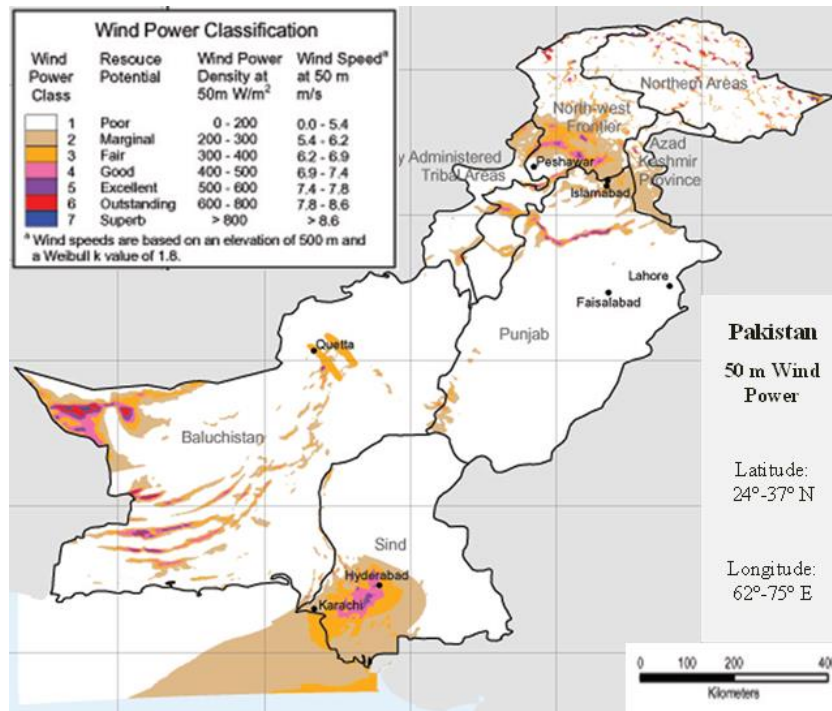 Wind Power Classification
Wind Power Class Resouce Potential Wind Power Density at 50m W/m² Wind Speedᵃ at 50 m m/s
1 Poor 0 - 200 0.0 - 5.4
2 Marginal 200 - 300 5.4 - 6.2
3 Fair 300 - 400 6.2 - 6.9
4 Good 400 - 500 6.9 - 7.4
5 Excellent 500 - 600 7.4 - 7.8
6 Outstanding 600 - 800 7.8 - 8.6
7 Superb > 800 > 8.6
ᵃ Wind speeds are based on an elevation of 500 m and
a Weibull k value of 1.8.
Northern Areas
North-west
Frontier
Azad
Kashmir
Province
y Administered
Tribal Areas
Peshawar
Islamabad
Lahore
Faisalabad
Punjab
Quetta
Baluchistan
Sind
Hyderabad
Karachi
Pakistan
50 m Wind
Power
Latitude:
24°-37° N
Longitude:
62°-75° E
0 100 200 400
Kilometers